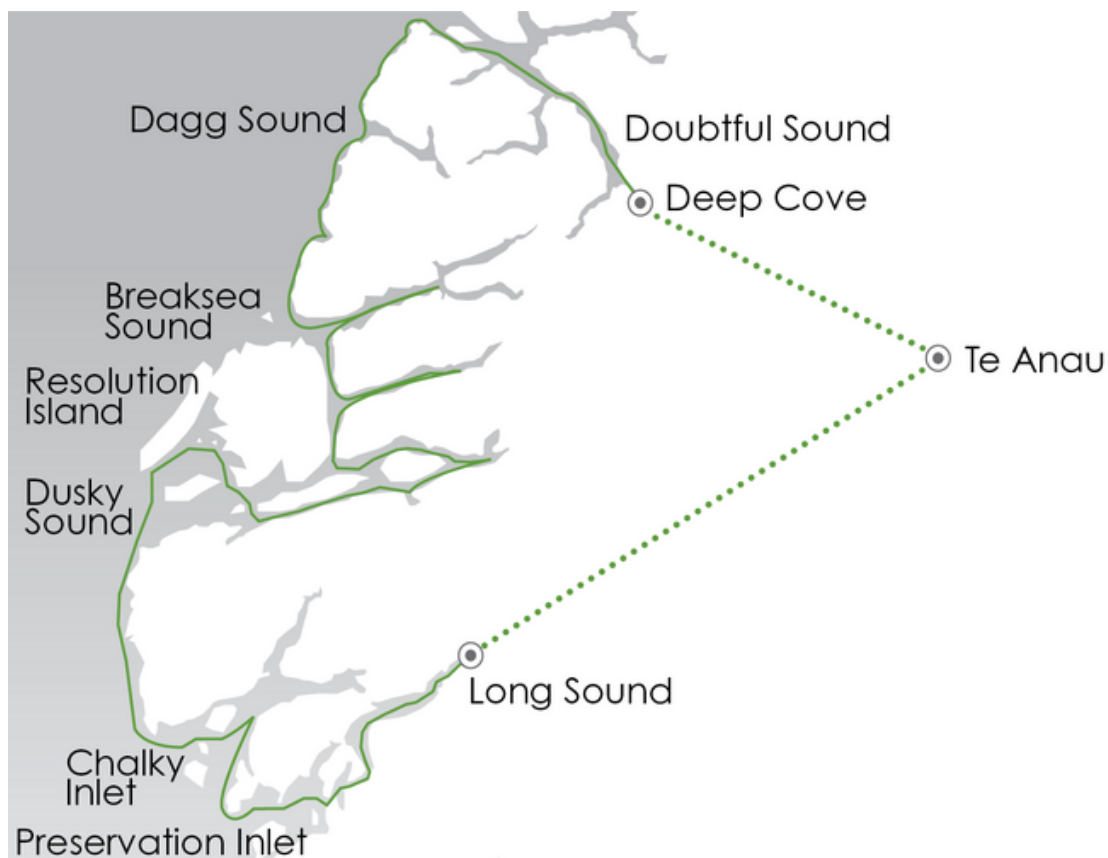 Dagg Sound
Doubtful Sound
Deep Cove
Breaksea
Sound
Te Anau
Resolution
Island
Dusky
Sound
Long Sound
Chalky
Inlet
Preservation Inlet